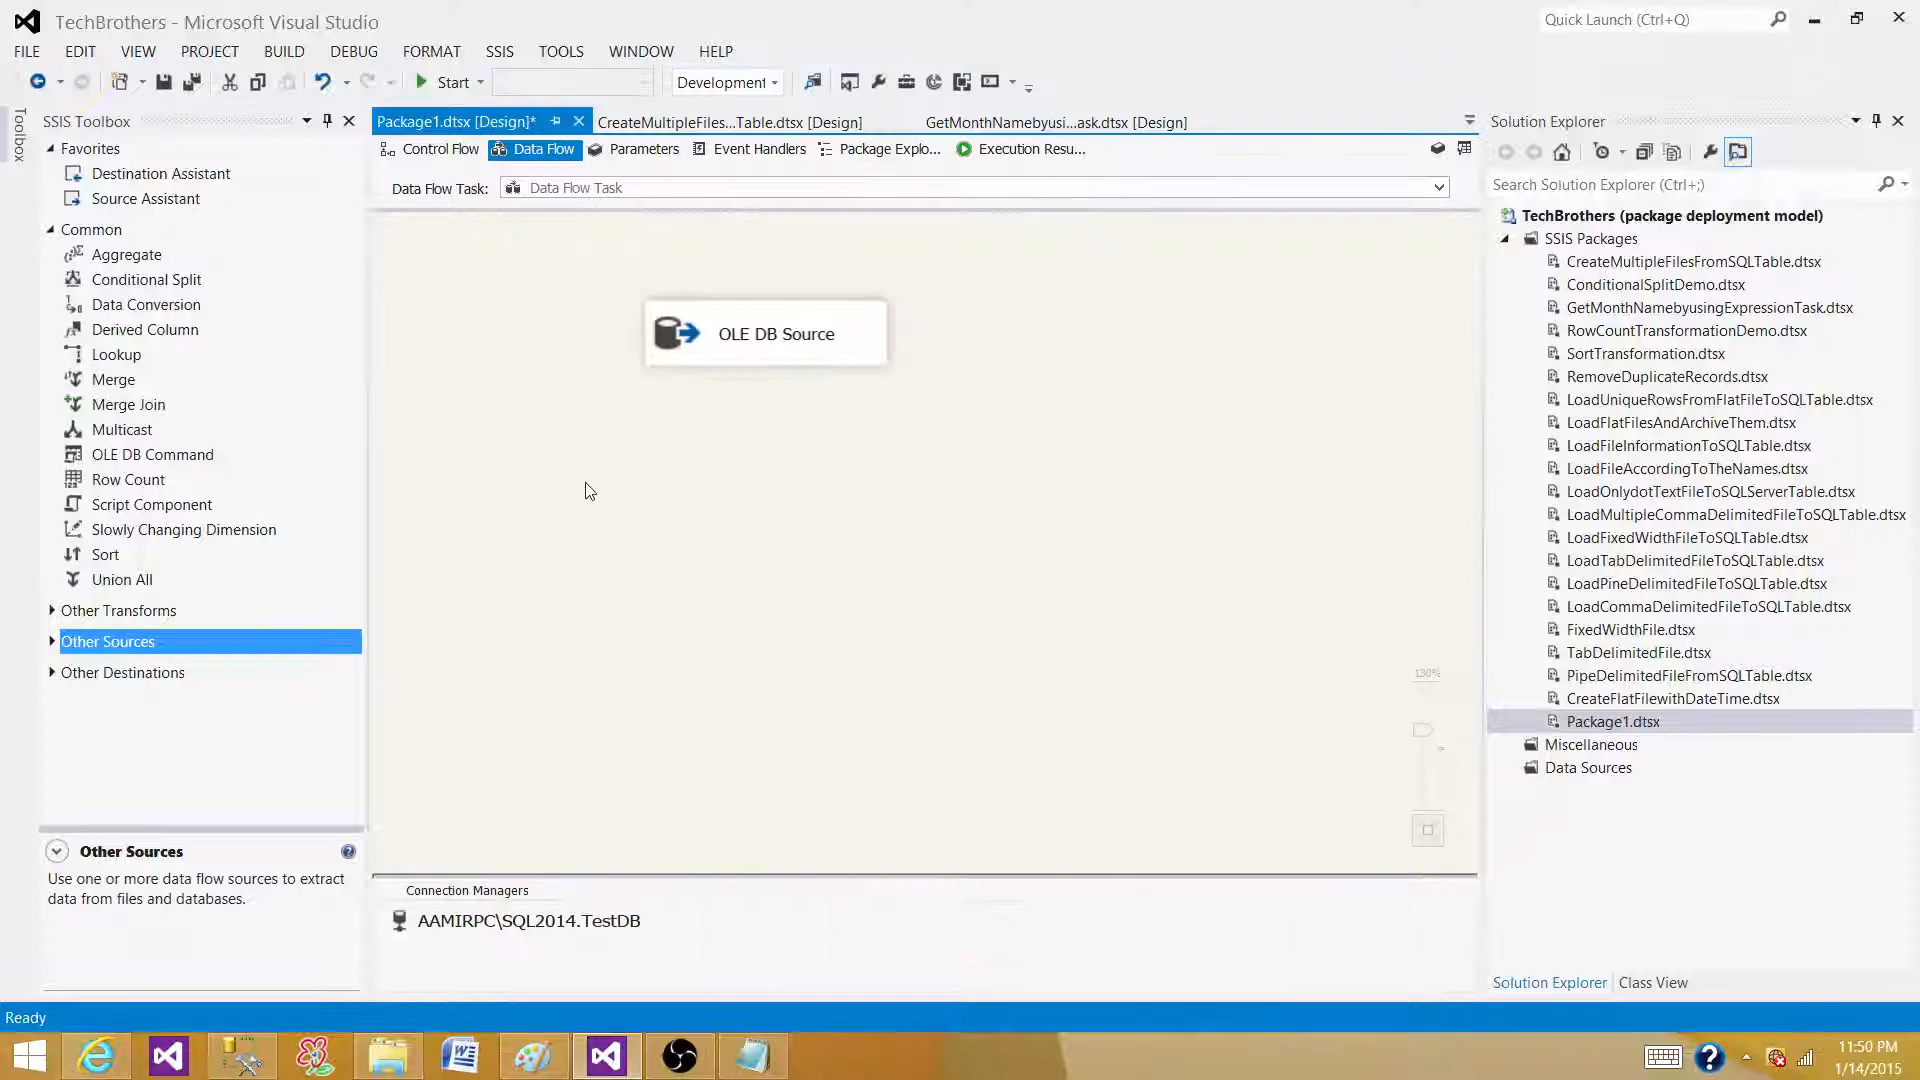 TechBrothers - Microsoft Visual Studio
Quick Launch (Ctrl+Q)
FILE EDIT VIEW PROJECT BUILD DEBUG FORMAT SSIS TOOLS WINDOW HELP
Start Development
Toolbox
SSIS Toolbox
Favorites
Destination Assistant
Source Assistant
Common
Aggregate
Conditional Split
Data Conversion
Derived Column
Lookup
Merge
Merge Join
Multicast
OLE DB Command
Row Count
Script Component
Slowly Changing Dimension
Sort
Union All
Other Transforms
Other Sources
Other Destinations
Other Sources
Use one or more data flow sources to extract
data from files and databases.
Package1.dtsx [Design]* CreateMultipleFiles...Table.dtsx [Design] GetMonthNamebyusi...ask.dtsx [Design]
Control Flow Data Flow Parameters Event Handlers Package Explo... Execution Resu...
Data Flow Task: Data Flow Task
OLE DB Source
130%
Connection Managers
AAMIRPC\SQL2014.TestDB
Solution Explorer
Search Solution Explorer (Ctrl+;)
TechBrothers (package deployment model)
SSIS Packages
CreateMultipleFilesFromSQLTable.dtsx
ConditionalSplitDemo.dtsx
GetMonthNamebyusingExpressionTask.dtsx
RowCountTransformationDemo.dtsx
SortTransformation.dtsx
RemoveDuplicateRecords.dtsx
LoadUniqueRowsFromFlatFileToSQLTable.dtsx
LoadFlatFilesAndArchiveThem.dtsx
LoadFileInformationToSQLTable.dtsx
LoadFileAccordingToTheNames.dtsx
LoadOnlydotTextFileToSQLServerTable.dtsx
LoadMultipleCommaDelimitedFileToSQLTable.dtsx
LoadFixedWidthFileToSQLTable.dtsx
LoadTabDelimitedFileToSQLTable.dtsx
LoadPineDelimitedFileToSQLTable.dtsx
LoadCommaDelimitedFileToSQLTable.dtsx
FixedWidthFile.dtsx
TabDelimitedFile.dtsx
PipeDelimitedFileFromSQLTable.dtsx
CreateFlatFilewithDateTime.dtsx
Package1.dtsx
Miscellaneous
Data Sources
Solution Explorer Class View
Ready
11:50 PM
1/14/2015